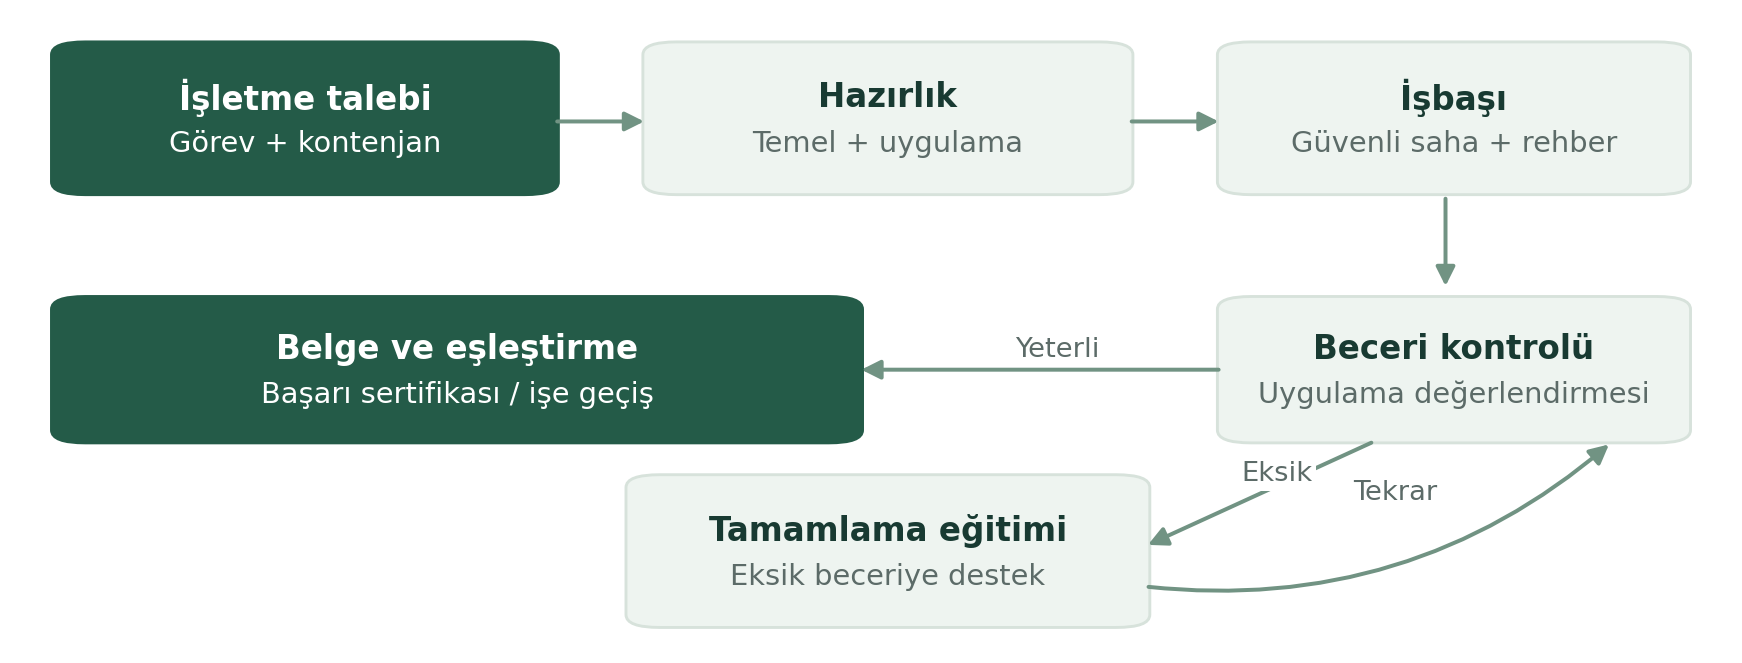 İşletme talebi
Görev + kontenjan
Hazırlık
Temel + uygulama
İşbaşı
Güvenli saha + rehber
Belge ve eşleştirme
Başarı sertifikası / işe geçiş
Yeterli
Beceri kontrolü
Uygulama değerlendirmesi
Eksik
Tekrar
Tamamlama eğitimi
Eksik beceriye destek